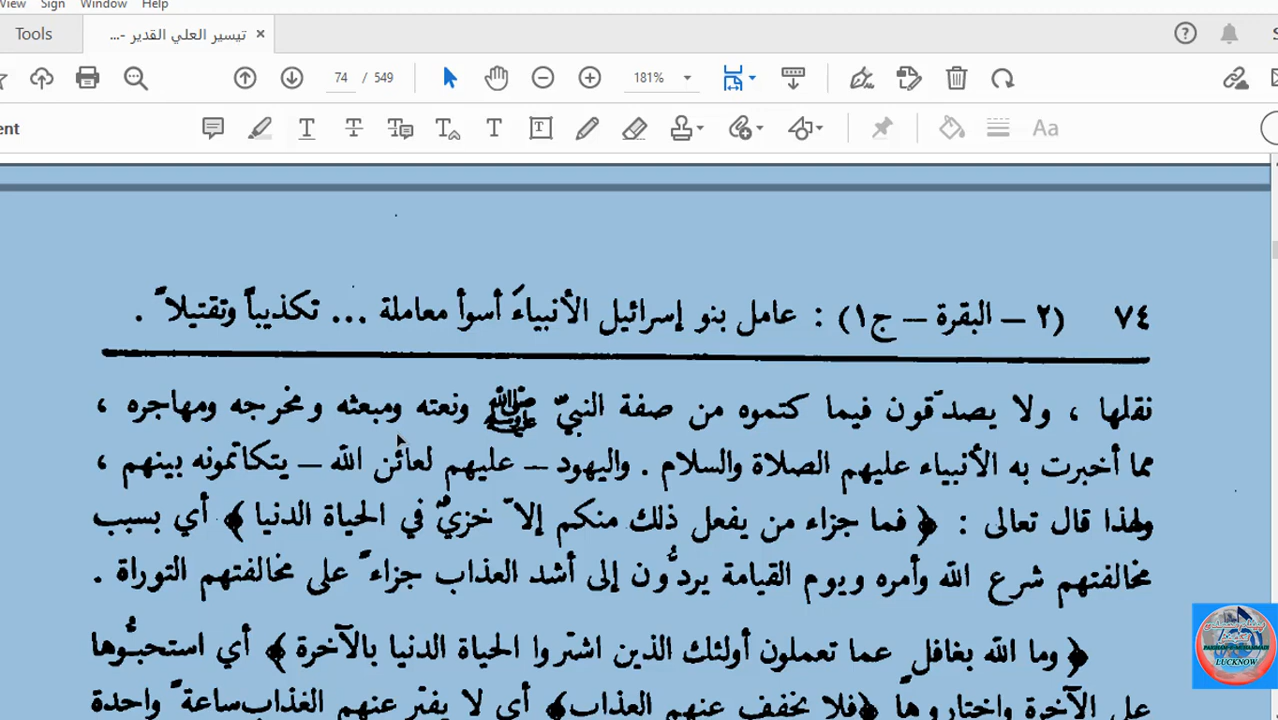 View Sign Window Help
Tools
تيسير العلي القدير -...
74 / 549
181%
٧٤ (٢ – البقرة – ج١) : عامل بنو إسرائيل الأنبياءَ أسوأ معاملة ... تكذيباً وتقتيلاً .
نقلها ، ولا يصدّقون فيما كتموه من صفة النبيّ ﷺ ونعته ومبعثه ومخرجه ومهاجره ،
مما أخبرت به الأنبياء عليهم الصلاة والسلام . واليهود – عليهم لعائن الله – يتكاتمونه بينهم ،
ولهذا قال تعالى : ﴿ فما جزاء من يفعل ذلك منكم إلاّ خزيٌ في الحياة الدنيا ﴾ أي بسبب
مخالفتهم شرع الله وأمره ويوم القيامة يردُّون إلى أشد العذاب جزاءً على مخالفتهم التوراة .
﴿ وما الله بغافلٍ عما تعملون أولئك الذين اشتروا الحياة الدنيا بالآخرة ﴾ أي استحبُّوها
على الآخرة واختاروها ﴿فلا يخفف عنهم العذاب﴾ أي لا يفتر عنهم العذاب ساعةً واحدة
LUCKNOW